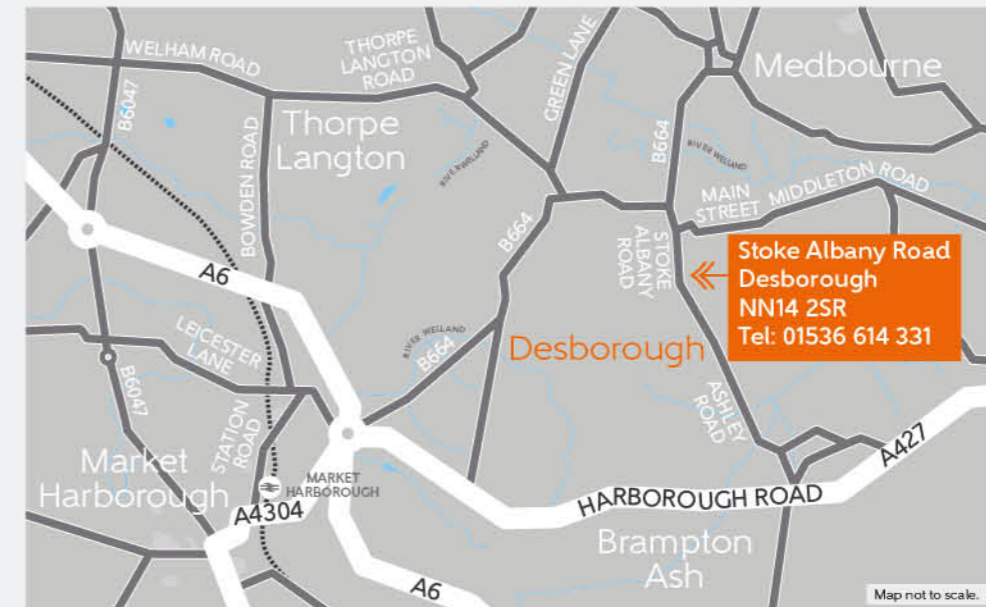 WELHAM ROAD
THORPE
LANGTON
ROAD
GREEN LANE
Medbourne
B6047
BOWDEN ROAD
Thorpe
Langton
RIVER WELLAND
B664
RIVER WELLAND
MAIN
STREET
MIDDLETON ROAD
B664
STOKE
ALBANY
ROAD
Stoke Albany Road
Desborough
NN14 2SR
Tel: 01536 614 331
A6
LEICESTER
LANE
RIVER WELLAND
B664
Desborough
B6047
STATION
ROAD
ASHLEY
ROAD
A427
Market
Harborough
MARKET
HARBOROUGH
A4304
HARBOROUGH ROAD
Brampton
Ash
A6
Map not to scale.